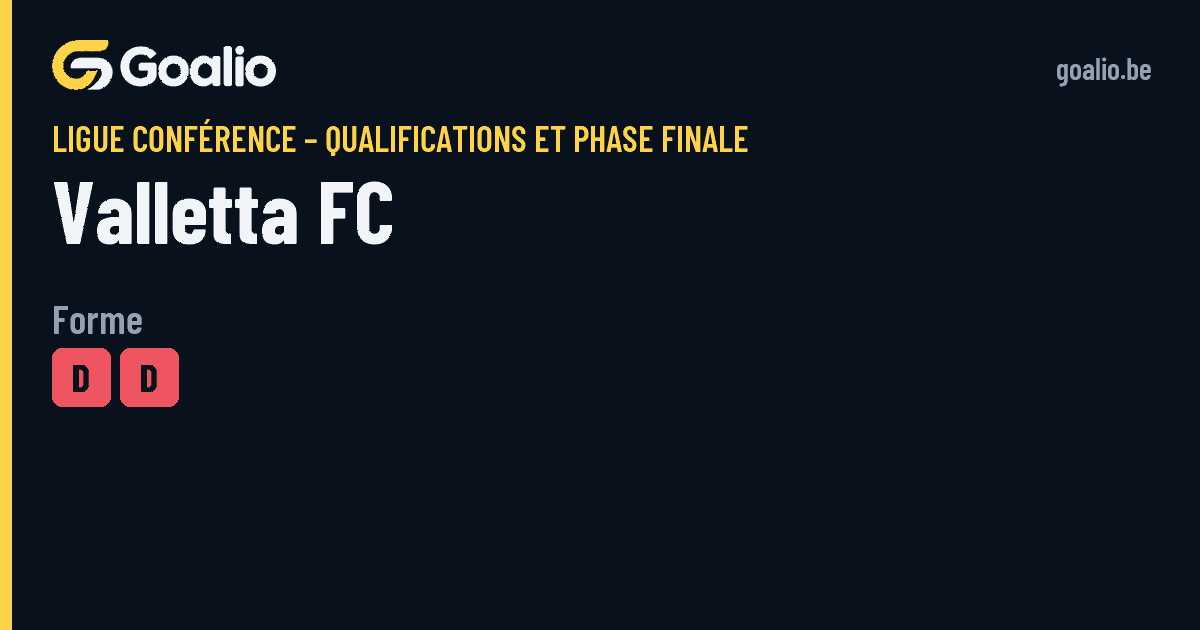 Goalio
goalio.be
LIGUE CONFÉRENCE – QUALIFICATIONS ET PHASE FINALE
Valletta FC
Forme
D D